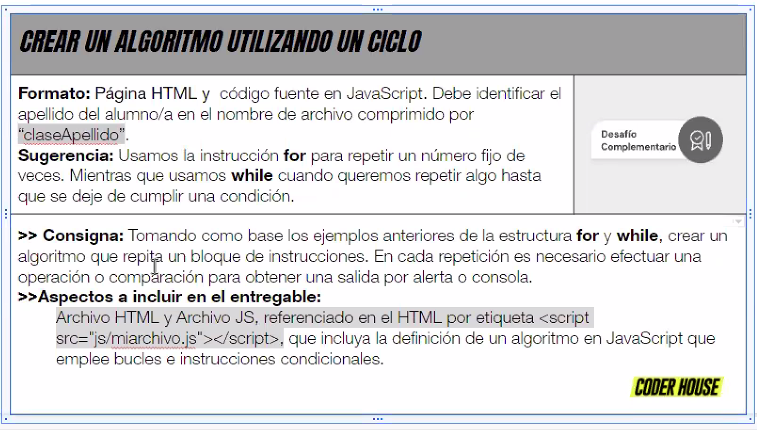 CREAR UN ALGORITMO UTILIZANDO UN CICLO
Formato: Página HTML y código fuente en JavaScript. Debe identificar el
apellido del alumno/a en el nombre de archivo comprimido por
“claseApellido”.
Sugerencia: Usamos la instrucción for para repetir un número fijo de
veces. Mientras que usamos while cuando queremos repetir algo hasta
que se deje de cumplir una condición.
Desafío
Complementario
>> Consigna: Tomando como base los ejemplos anteriores de la estructura for y while, crear un
algoritmo que repita un bloque de instrucciones. En cada repetición es necesario efectuar una
operación o comparación para obtener una salida por alerta o consola.
>>Aspectos a incluir en el entregable:
Archivo HTML y Archivo JS, referenciado en el HTML por etiqueta <script
src="js/miarchivo.js"></script>, que incluya la definición de un algoritmo en JavaScript que
emplee bucles e instrucciones condicionales.
CODER HOUSE